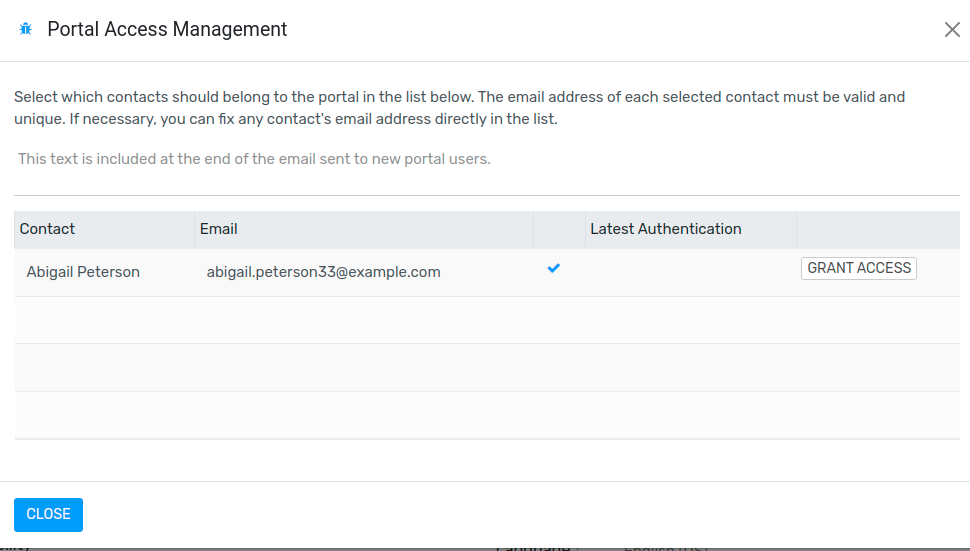 Portal Access Management
Select which contacts should belong to the portal in the list below. The email address of each selected contact must be valid and
unique. If necessary, you can fix any contact's email address directly in the list.
This text is included at the end of the email sent to new portal users.
Contact Email Latest Authentication
Abigail Peterson abigail.peterson33@example.com GRANT ACCESS
CLOSE